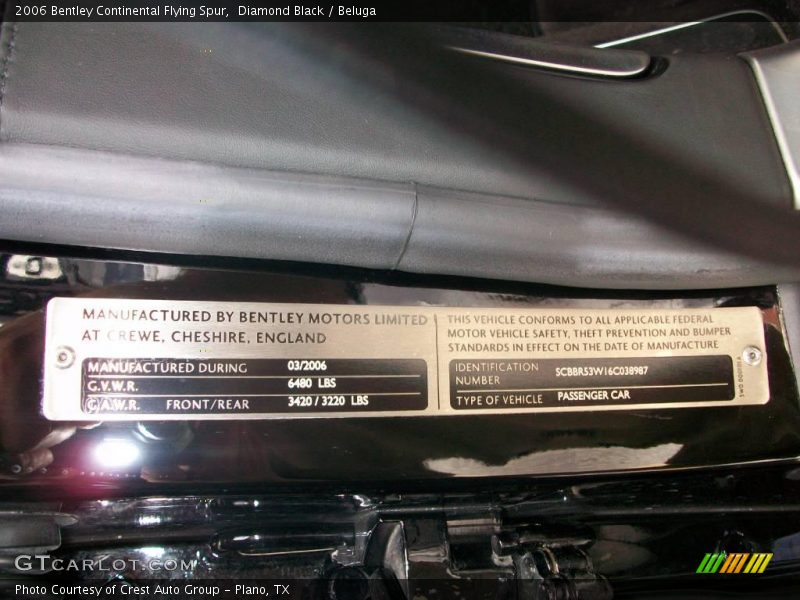 2006 Bentley Continental Flying Spur, Diamond Black / Beluga
MANUFACTURED BY BENTLEY MOTORS LIMITED
AT CREWE, CHESHIRE, ENGLAND
MANUFACTURED DURING 03/2006
G.V.W.R. 6480 LBS
G.A.W.R. FRONT/REAR 3420 / 3220 LBS
THIS VEHICLE CONFORMS TO ALL APPLICABLE FEDERAL
MOTOR VEHICLE SAFETY, THEFT PREVENTION AND BUMPER
STANDARDS IN EFFECT ON THE DATE OF MANUFACTURE
IDENTIFICATION
NUMBER SCBBR53W16C038987
TYPE OF VEHICLE PASSENGER CAR
GTCARLOT.COM
Photo Courtesy of Crest Auto Group - Plano, TX